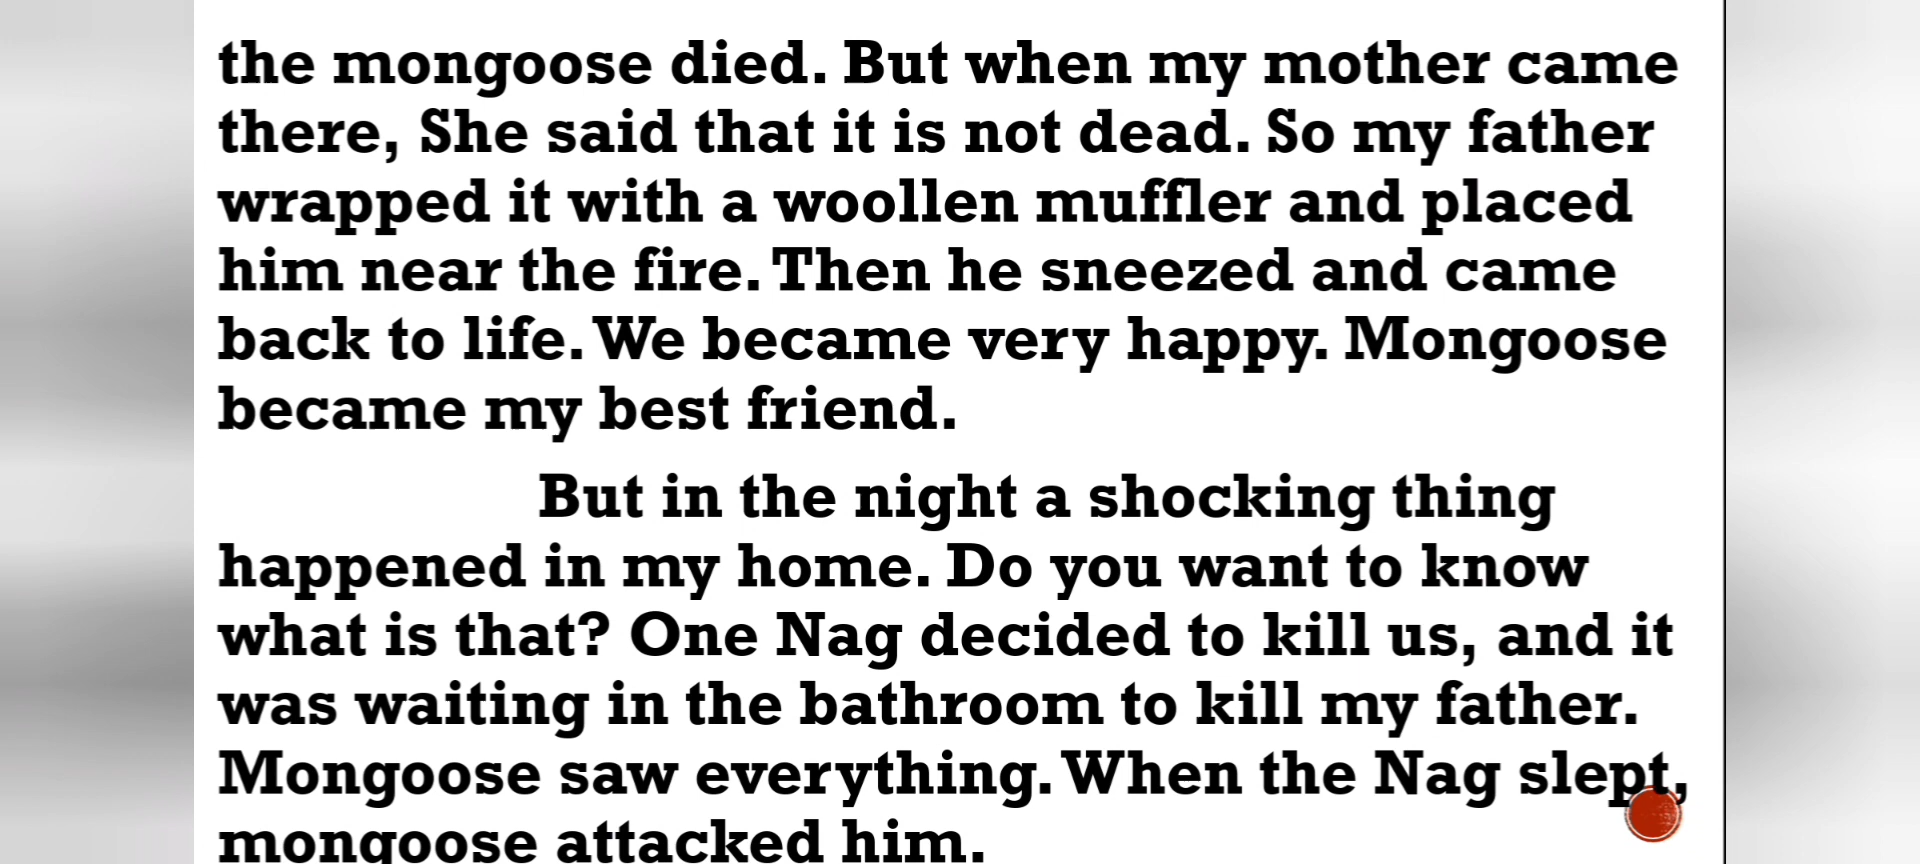 the mongoose died. But when my mother came
there, She said that it is not dead. So my father
wrapped it with a woollen muffler and placed
him near the fire. Then he sneezed and came
back to life. We became very happy. Mongoose
became my best friend.
But in the night a shocking thing
happened in my home. Do you want to know
what is that? One Nag decided to kill us, and it
was waiting in the bathroom to kill my father.
Mongoose saw everything. When the Nag slept,
mongoose attacked him.